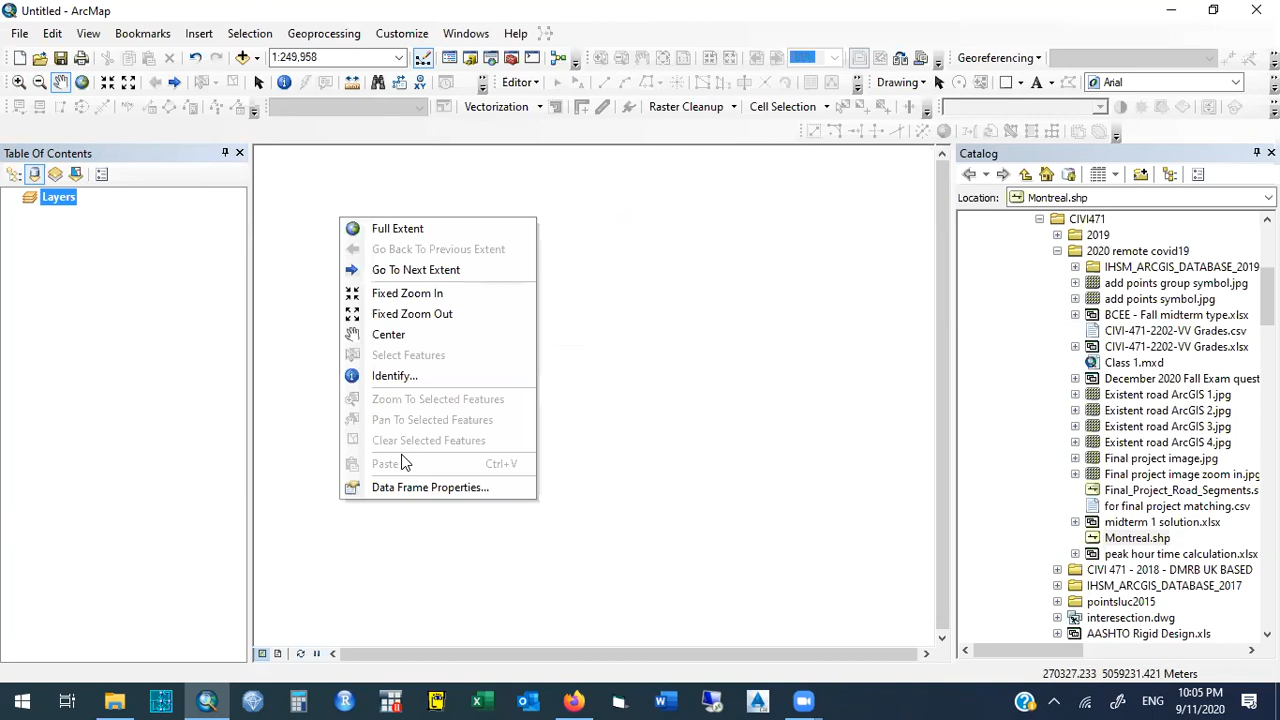 Untitled - ArcMap
File Edit View Bookmarks Insert Selection Geoprocessing Customize Windows Help
1:249,958 Georeferencing
Editor Drawing Arial
Vectorization Raster Cleanup Cell Selection
Table Of Contents
Layers
Full Extent
Go Back To Previous Extent
Go To Next Extent
Fixed Zoom In
Fixed Zoom Out
Center
Select Features
Identify...
Zoom To Selected Features
Pan To Selected Features
Clear Selected Features
Paste Ctrl+V
Data Frame Properties...
Catalog
Location: Montreal.shp
CIVI471
2019
2020 remote covid19
IHSM_ARCGIS_DATABASE_2019
add points group symbol.jpg
add points symbol.jpg
BCEE - Fall midterm type.xlsx
CIVI-471-2202-VV Grades.csv
CIVI-471-2202-VV Grades.xlsx
Class 1.mxd
December 2020 Fall Exam quest
Existent road ArcGIS 1.jpg
Existent road ArcGIS 2.jpg
Existent road ArcGIS 3.jpg
Existent road ArcGIS 4.jpg
Final project image.jpg
Final project image zoom in.jpg
Final_Project_Road_Segments.s
for final project matching.csv
midterm 1 solution.xlsx
Montreal.shp
peak hour time calculation.xlsx
CIVI 471 - 2018 - DMRB UK BASED
IHSM_ARCGIS_DATABASE_2017
pointsluc2015
interesection.dwg
AASHTO Rigid Design.xls
270327.233 5059231.421 Meters
ENG
10:05 PM
9/11/2020